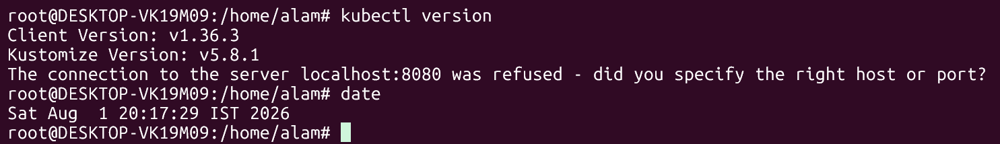 root@DESKTOP-VK19M09:/home/alam# kubectl version
Client Version: v1.36.3
Kustomize Version: v5.8.1
The connection to the server localhost:8080 was refused - did you specify the right host or port?
root@DESKTOP-VK19M09:/home/alam# date
Sat Aug  1 20:17:29 IST 2026
root@DESKTOP-VK19M09:/home/alam#